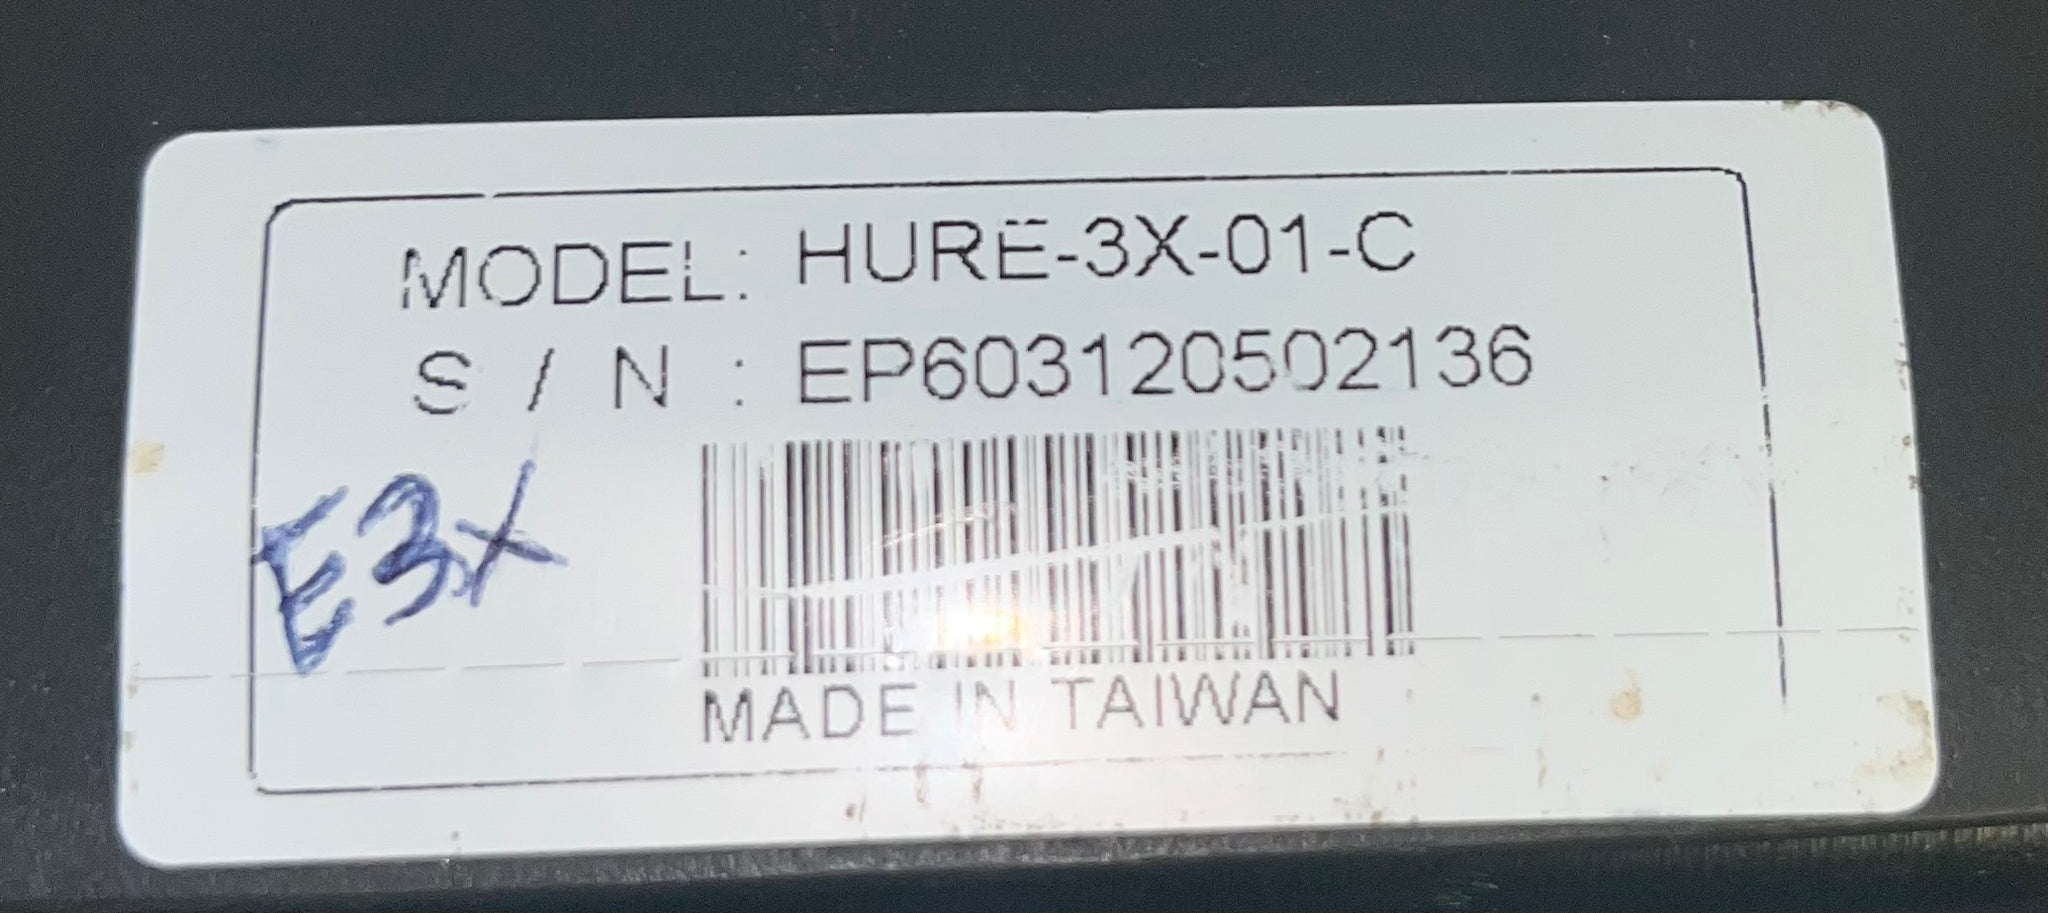 MODEL: HURE-3X-01-C
S / N : EP603120502136
E3X
MADE IN TAIWAN